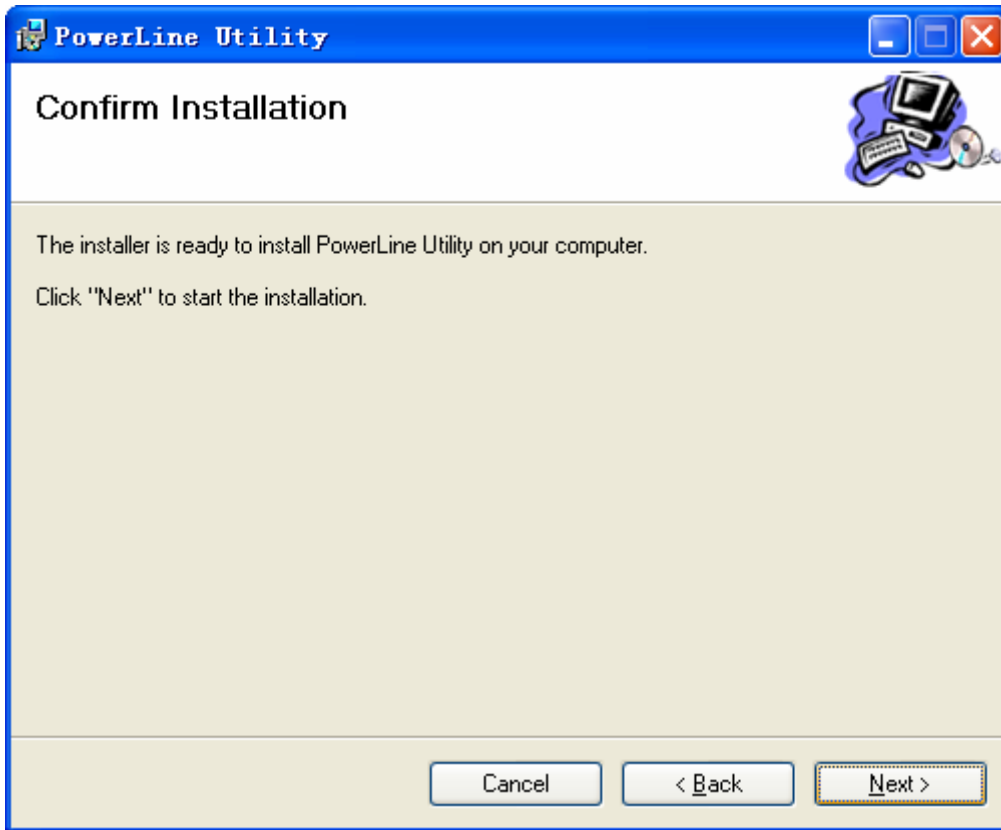 PowerLine Utility
Confirm Installation
The installer is ready to install PowerLine Utility on your computer.
Click "Next" to start the installation.
Cancel
< Back
Next >